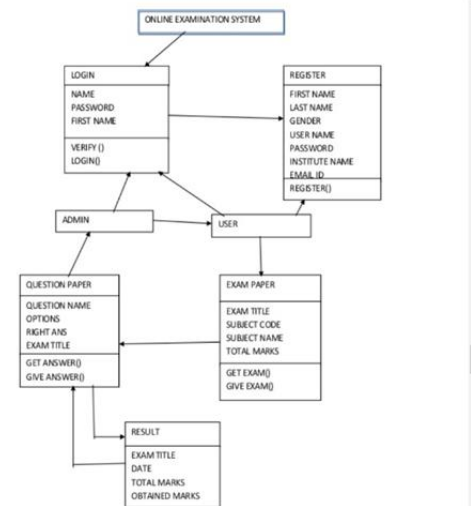 ONLINE EXAMINATION SYSTEM
LOGIN
NAME
PASSWORD
FIRST NAME
VERIFY ()
LOGIN()
REGISTER
FIRST NAME
LAST NAME
GENDER
USER NAME
PASSWORD
INSTITUTE NAME
EMAIL ID
REGISTER()
ADMIN
USER
QUESTION PAPER
QUESTION NAME
OPTIONS
RIGHT ANS
EXAM TITLE
GET ANSWER()
GIVE ANSWER()
EXAM PAPER
EXAM TITLE
SUBJECT CODE
SUBJECT NAME
TOTAL MARKS
GET EXAM()
GIVE EXAM()
RESULT
EXAM TITLE
DATE
TOTAL MARKS
OBTAINED MARKS